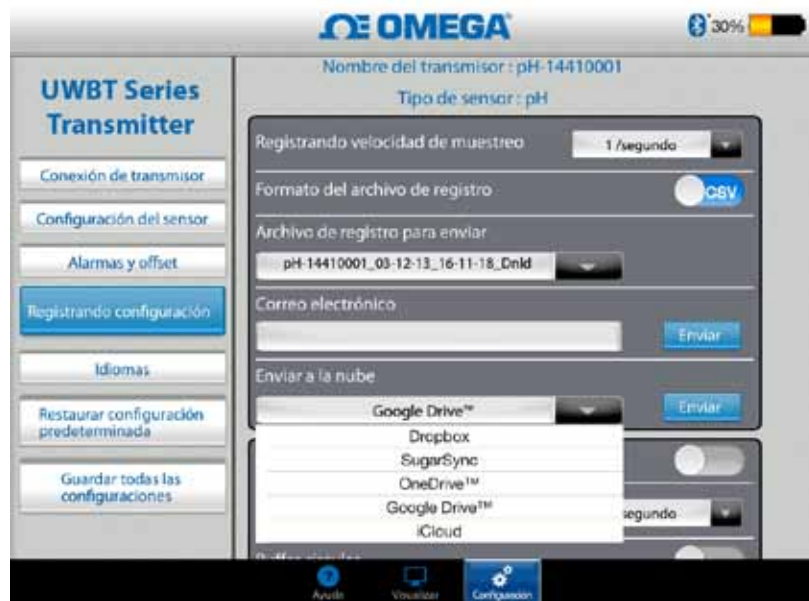 OMEGA
30%
UWBT Series
Transmitter
Conexión de transmisor
Configuración del sensor
Alarmas y offset
Registrando configuración
Idiomas
Restaurar configuración
predeterminada
Guardar todas las
configuraciones
Nombre del transmisor : pH-14410001
Tipo de sensor : pH
Registrando velocidad de muestreo
1 /segundo
Formato del archivo de registro
CSV
Archivo de registro para enviar
pH-14410001_03-12-13_16-11-18_Dnld
Correo electrónico
Enviar
Enviar a la nube
Google Drive™
Enviar
Dropbox
SugarSync
OneDrive™
Google Drive™
iCloud
segundo
Ayuda
Visualizar
Configuración